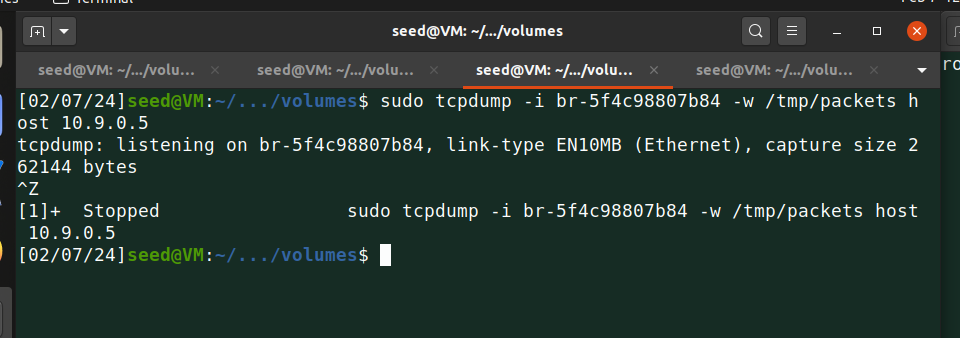 Terminal
seed@VM: ~/.../volumes
seed@VM: ~/.../volu...
seed@VM: ~/.../volu...
seed@VM: ~/.../volu...
seed@VM: ~/.../volu...
[02/07/24]seed@VM:~/.../volumes$ sudo tcpdump -i br-5f4c98807b84 -w /tmp/packets h
ost 10.9.0.5
tcpdump: listening on br-5f4c98807b84, link-type EN10MB (Ethernet), capture size 2
62144 bytes
^Z
[1]+  Stopped                 sudo tcpdump -i br-5f4c98807b84 -w /tmp/packets host
 10.9.0.5
[02/07/24]seed@VM:~/.../volumes$
ro